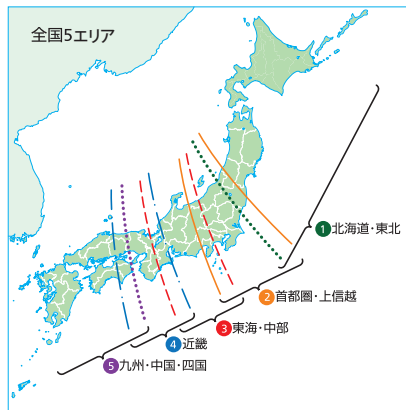 全国5エリア
1北海道・東北
2首都圏・上信越
3東海・中部
4近畿
5九州・中国・四国